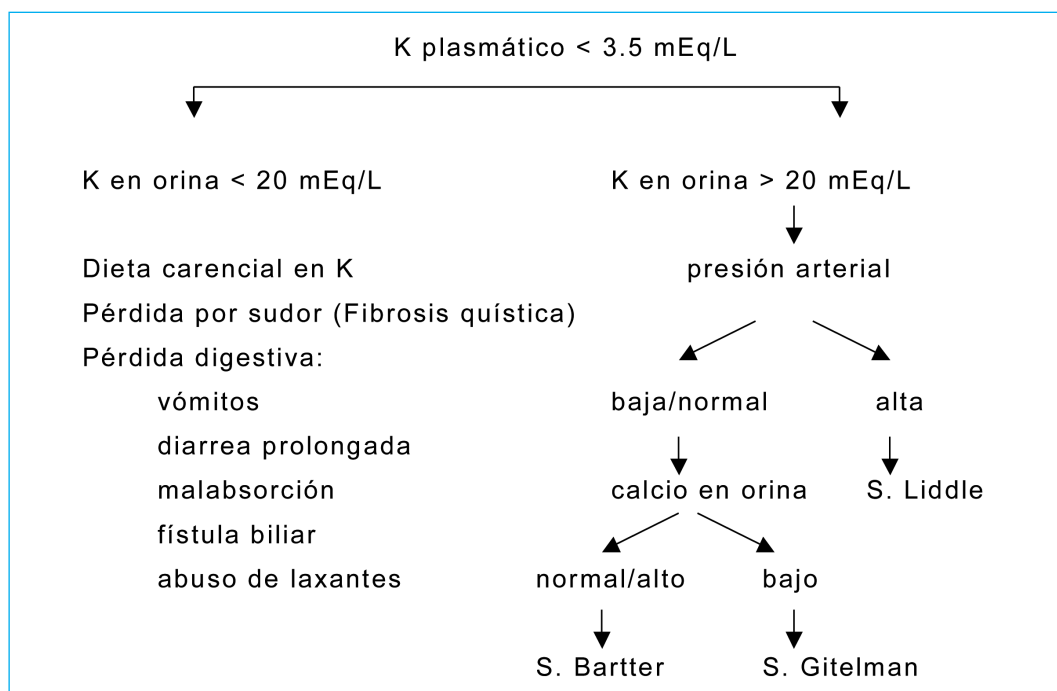 K plasmático < 3.5 mEq/L
K en orina < 20 mEq/L
K en orina > 20 mEq/L
Dieta carencial en K
presión arterial
Pérdida por sudor (Fibrosis quística)
Pérdida digestiva:
vómitos
baja/normal
alta
diarrea prolongada
malabsorción
calcio en orina
S. Liddle
fístula biliar
abuso de laxantes
normal/alto
bajo
S. Bartter
S. Gitelman